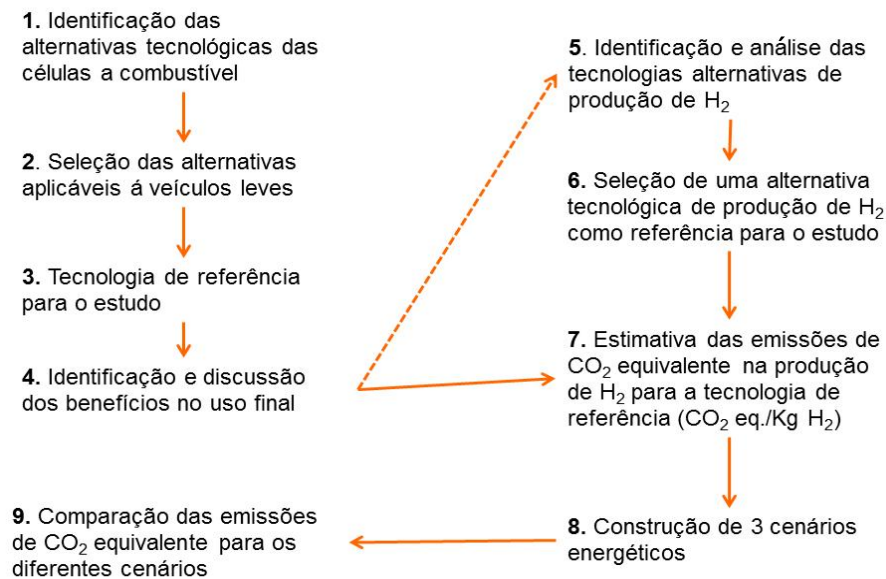 1. Identificação das
alternativas tecnológicas das
células a combustível
2. Seleção das alternativas
aplicáveis á veículos leves
3. Tecnologia de referência
para o estudo
4. Identificação e discussão
dos benefícios no uso final
5. Identificação e análise das
tecnologias alternativas de
produção de H₂
6. Seleção de uma alternativa
tecnológica de produção de H₂
como referência para o estudo
7. Estimativa das emissões de
CO₂ equivalente na produção
de H₂ para a tecnologia de
referência (CO₂ eq./Kg H₂)
8. Construção de 3 cenários
energéticos
9. Comparação das emissões
de CO₂ equivalente para os
diferentes cenários